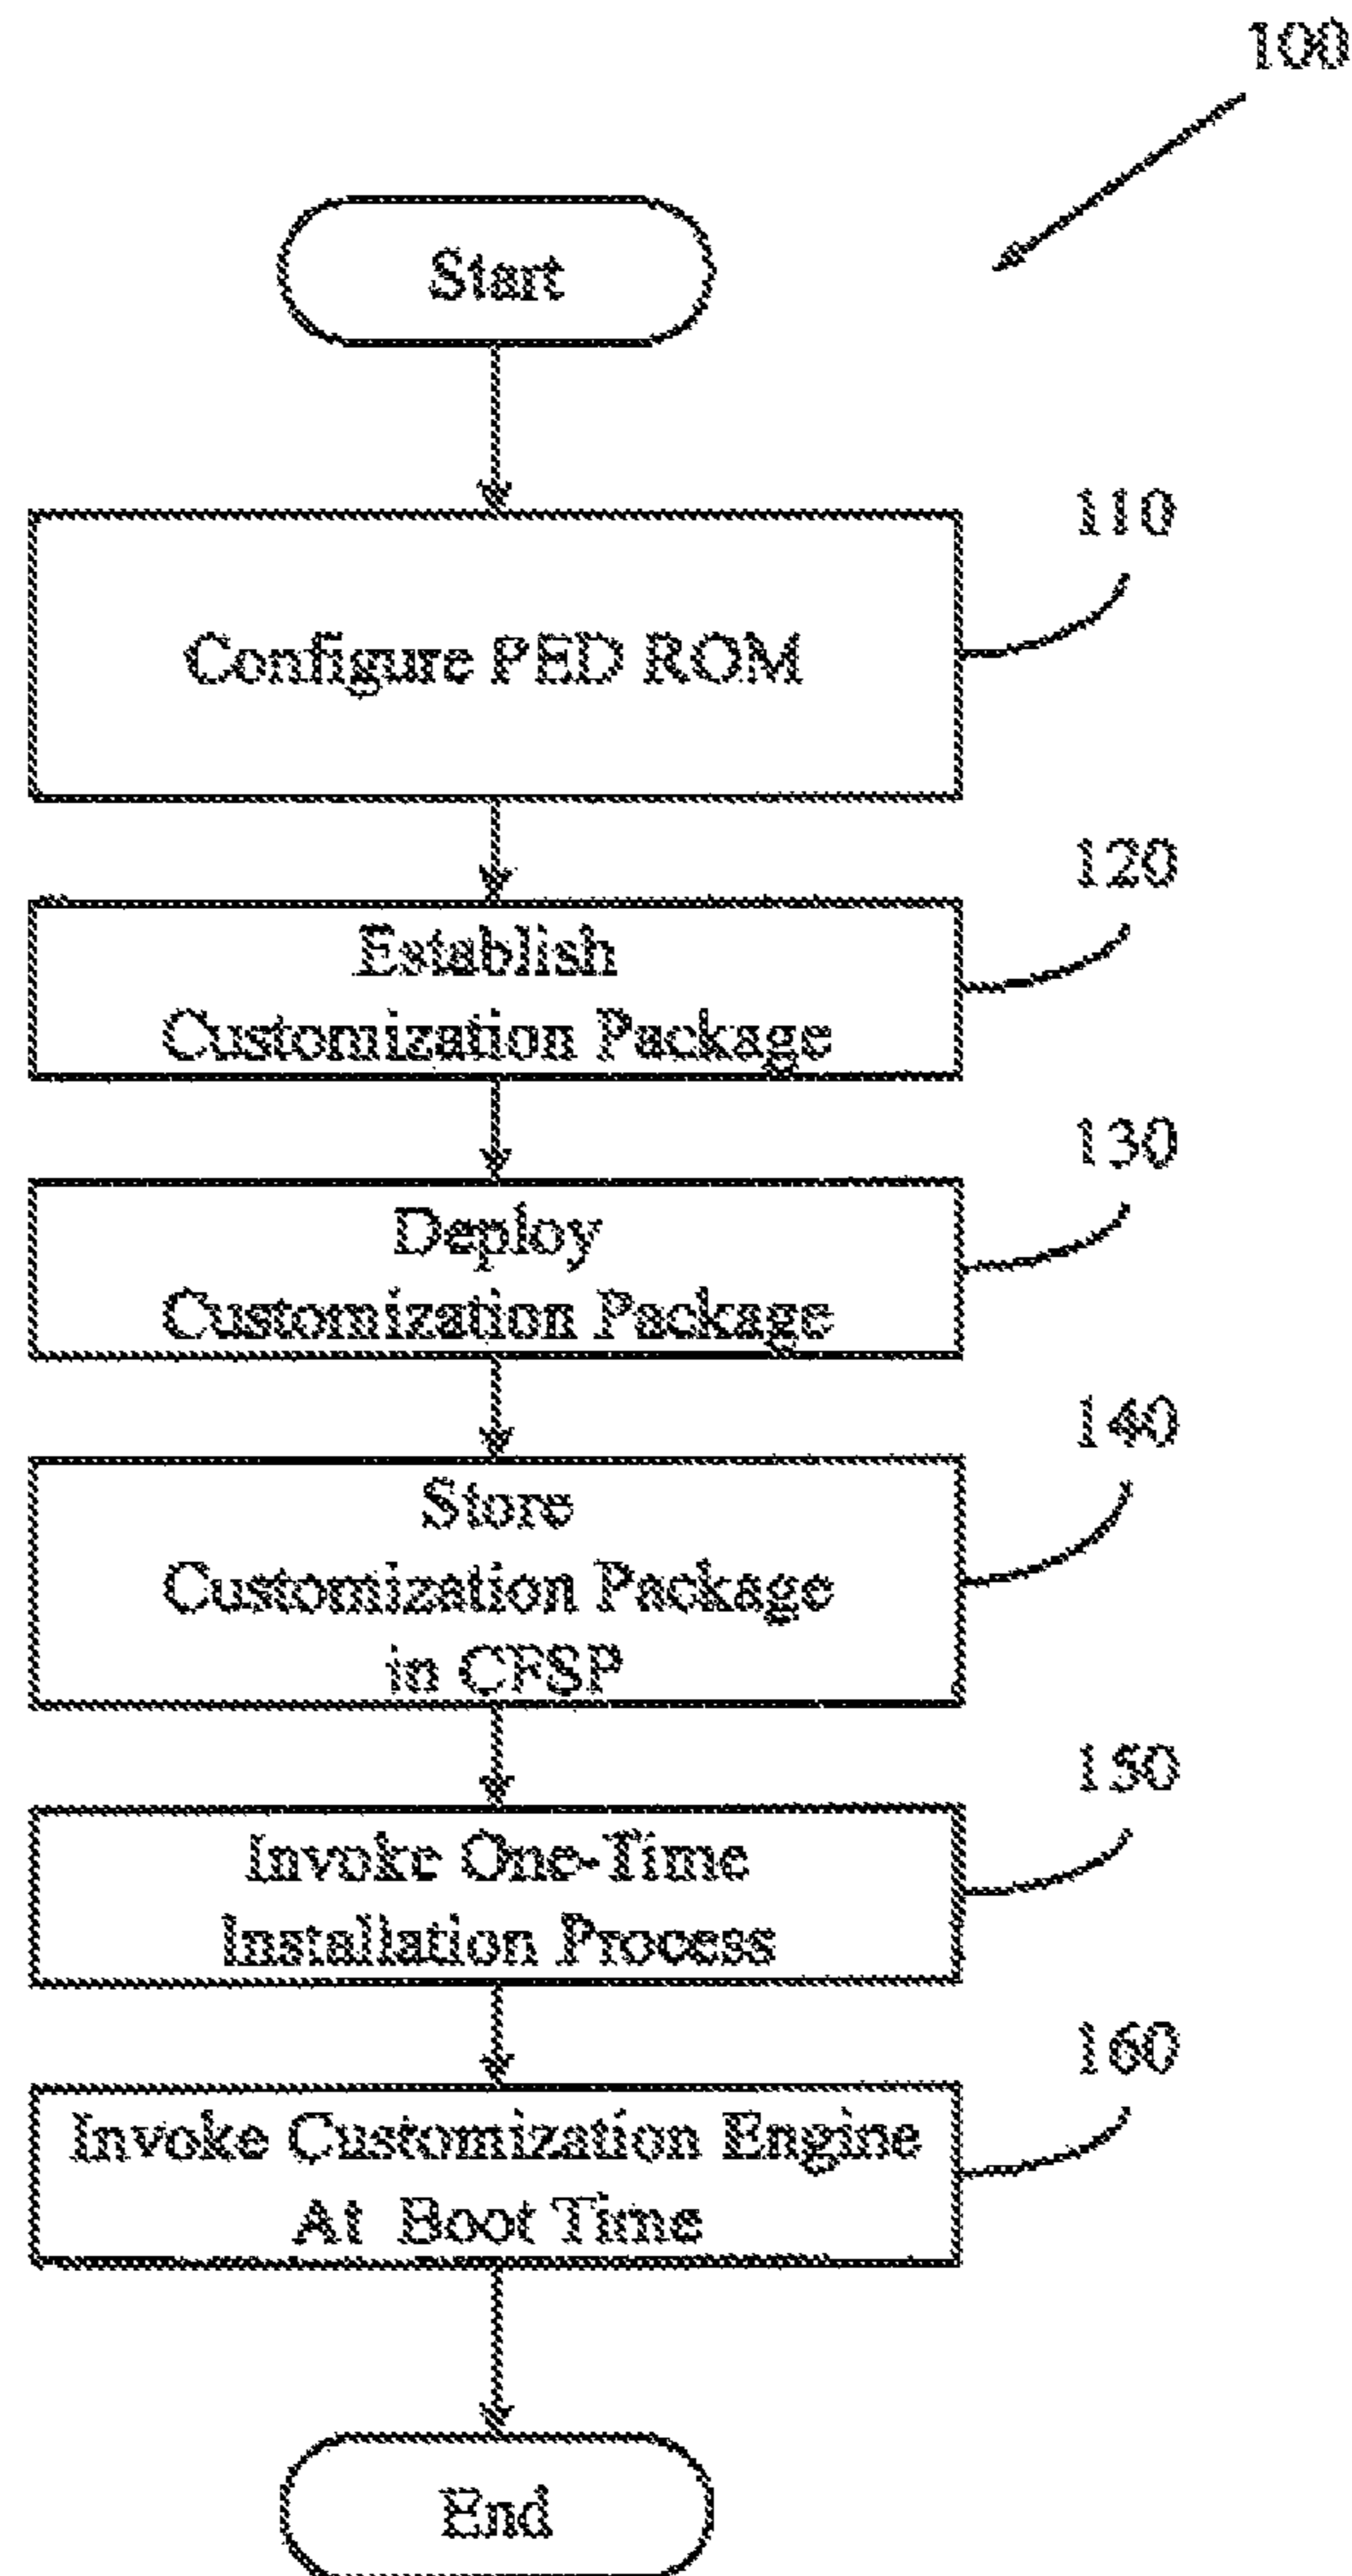 100
Start
110
Configure PED ROM
120
Establish
Customization Package
130
Deploy
Customization Package
140
Store
Customization Package
in CFSP
150
Invoke One-Time
Installation Process
160
Invoke Customization Engine
At Boot Time
End